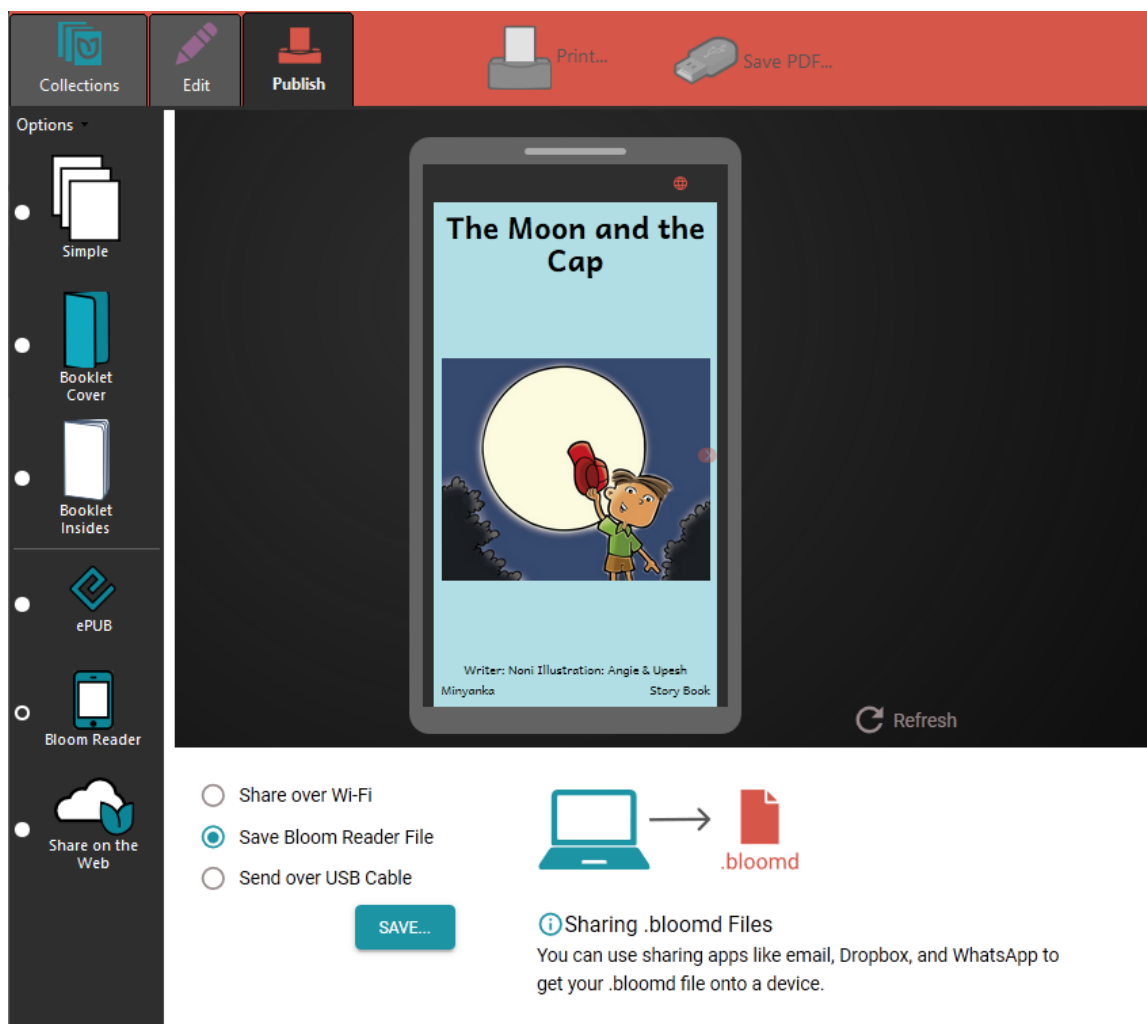 Collections
Edit
Publish
Print...
Save PDF...
Options
Simple
Booklet
Cover
Booklet
Insides
ePUB
Bloom Reader
Share on the
Web
The Moon and the
Cap
Writer: Noni Illustration: Angie & Upesh
Minyanka Story Book
Refresh
Share over Wi-Fi
Save Bloom Reader File
Send over USB Cable
SAVE...
.bloomd
Sharing .bloomd Files
You can use sharing apps like email, Dropbox, and WhatsApp to
get your .bloomd file onto a device.